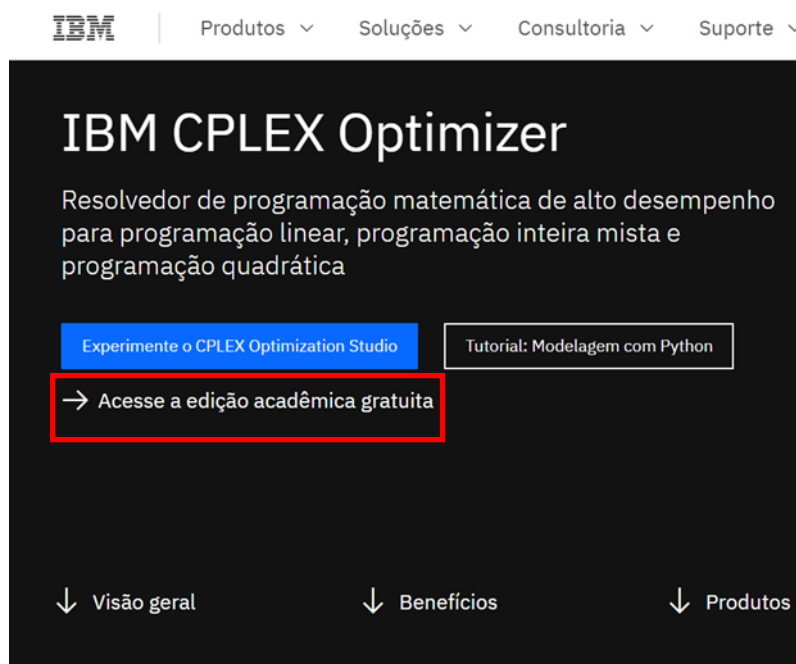 IBM Produtos Soluções Consultoria Suporte
IBM CPLEX Optimizer
Resolvedor de programação matemática de alto desempenho
para programação linear, programação inteira mista e
programação quadrática
Experimente o CPLEX Optimization Studio Tutorial: Modelagem com Python
→ Acesse a edição acadêmica gratuita
↓ Visão geral ↓ Benefícios ↓ Produtos